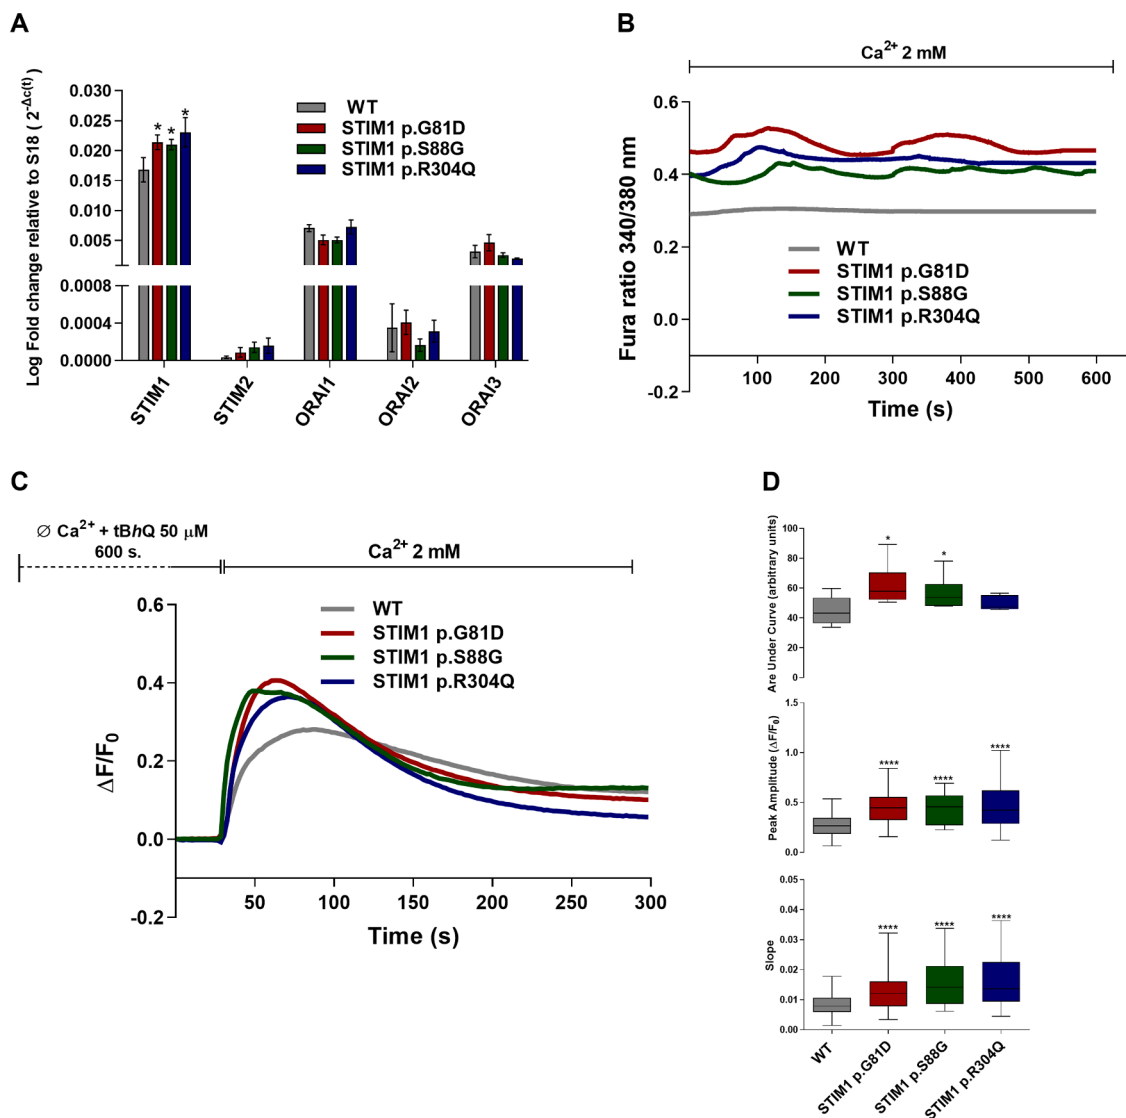 A
Log Fold change relative to S18 ( 2^-Δc(t) )
0.030
0.025
0.020
0.015
0.010
0.005
0.0008
0.0004
0.0000
* * *
WT
STIM1 p.G81D
STIM1 p.S88G
STIM1 p.R304Q
STIM1
STIM2
ORAI1
ORAI2
ORAI3
B
Ca2+ 2 mM
Fura ratio 340/380 nm
0.6
0.4
0.2
0.0
-0.2
WT
STIM1 p.G81D
STIM1 p.S88G
STIM1 p.R304Q
100 200 300 400 500 600
Time (s)
C
∅ Ca2+ + tBhQ 50 μM
600 s.
Ca2+ 2 mM
ΔF/F0
0.6
0.4
0.2
0.0
-0.2
WT
STIM1 p.G81D
STIM1 p.S88G
STIM1 p.R304Q
50 100 150 200 250 300
Time (s)
D
Are Under Curve (arbitrary units)
100
80
60
40
20
0
* *
Peak Amplitude (ΔF/F0)
1.5
1.0
0.5
0.0
**** **** ****
Slope
0.05
0.04
0.03
0.02
0.01
0.00
**** **** ****
WT
STIM1 p.G81D
STIM1 p.S88G
STIM1 p.R304Q